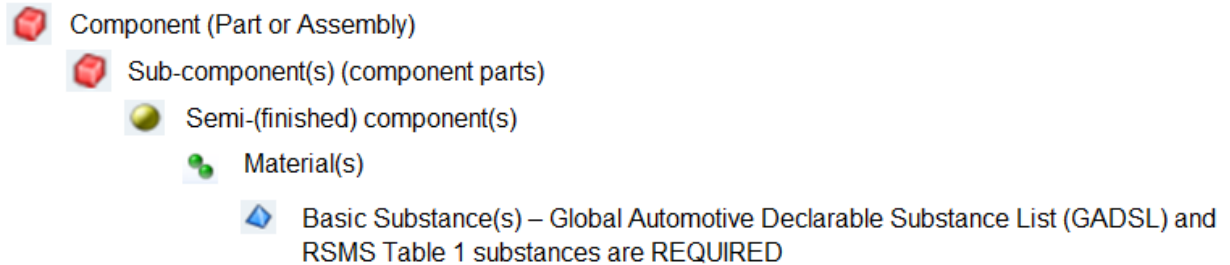 Component (Part or Assembly)
Sub-component(s) (component parts)
Semi-(finished) component(s)
Material(s)
Basic Substance(s) – Global Automotive Declarable Substance List (GADSL) and
RSMS Table 1 substances are REQUIRED